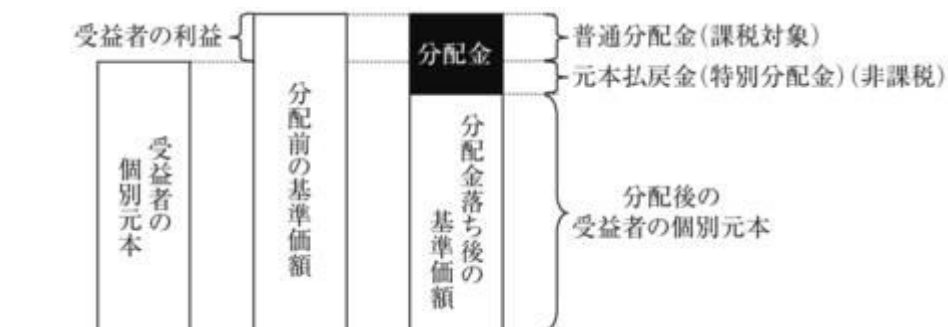 受益者の利益
分配金
普通分配金(課税対象)
元本払戻金(特別分配金)(非課税)
受益者の
個別元本
分配前の基準価額
分配金落ち後の
基準価額
分配後の
受益者の個別元本